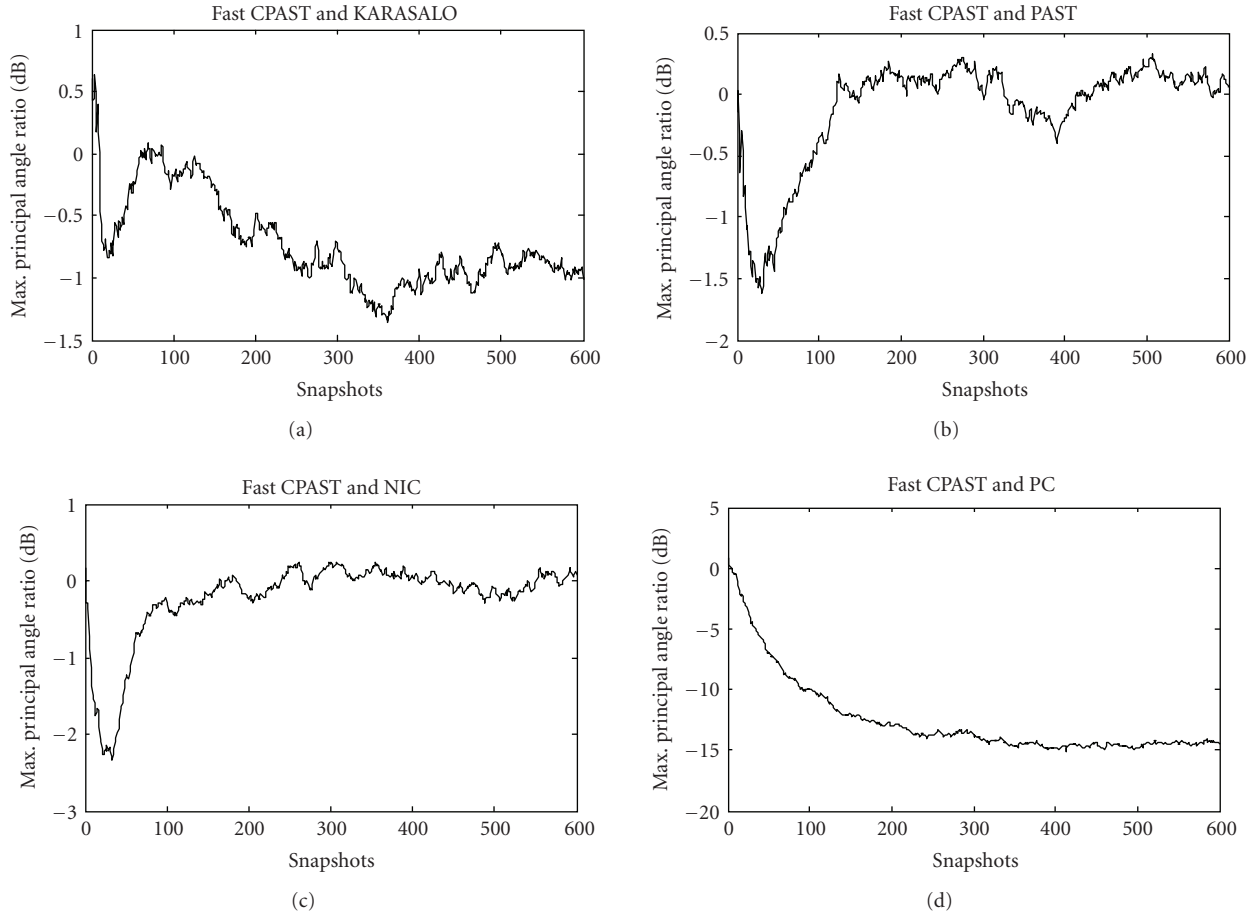 Fast CPAST and KARASALO
Max. principal angle ratio (dB)
1
0.5
0
−0.5
−1
−1.5
0 100 200 300 400 500 600
Snapshots
(a)
Fast CPAST and PAST
Max. principal angle ratio (dB)
0.5
0
−0.5
−1
−1.5
−2
0 100 200 300 400 500 600
Snapshots
(b)
Fast CPAST and NIC
Max. principal angle ratio (dB)
1
0
−1
−2
−3
0 100 200 300 400 500 600
Snapshots
(c)
Fast CPAST and PC
Max. principal angle ratio (dB)
5
0
−5
−10
−15
−20
0 100 200 300 400 500 600
Snapshots
(d)